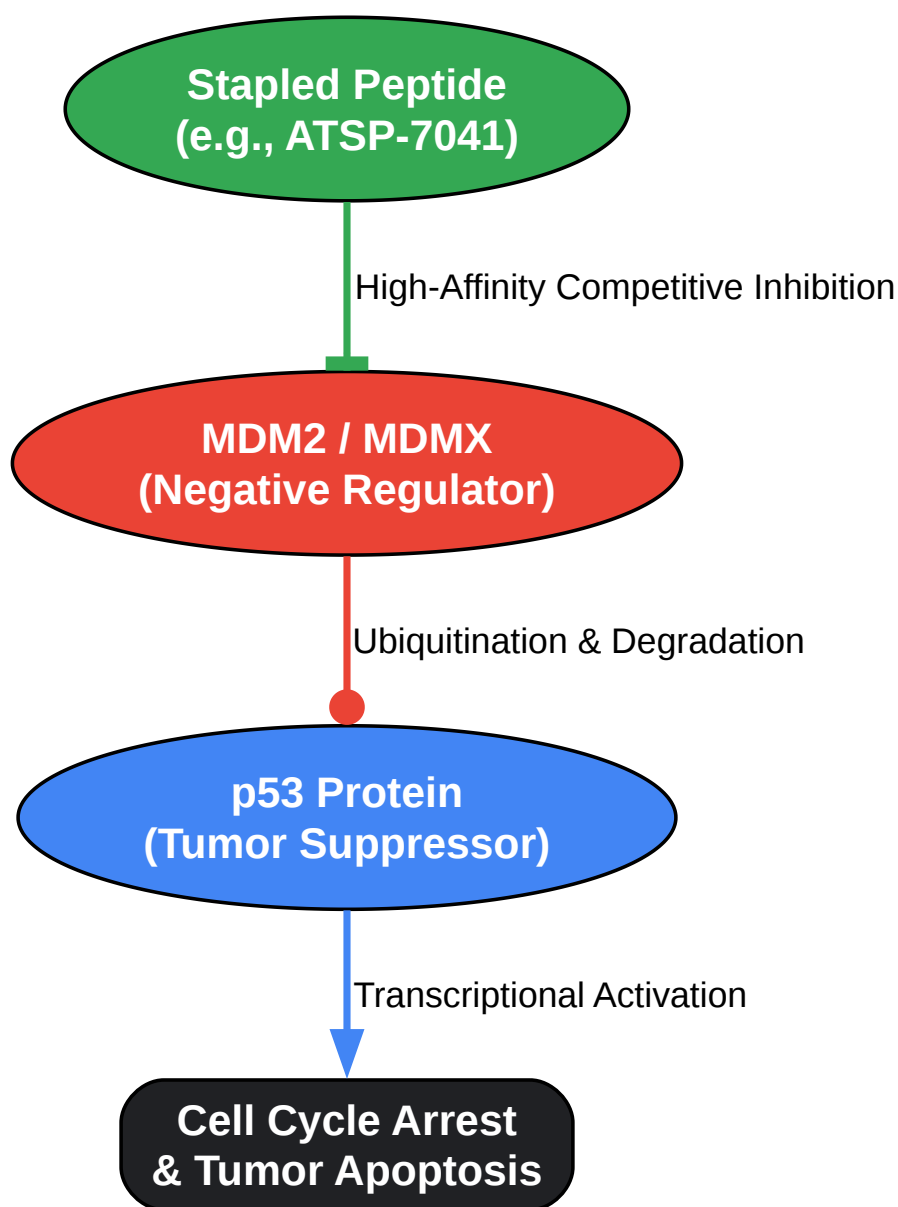 Stapled Peptide
(e.g., ATSP-7041)
High-Affinity Competitive Inhibition
MDM2 / MDMX
(Negative Regulator)
Ubiquitination & Degradation
p53 Protein
(Tumor Suppressor)
Transcriptional Activation
Cell Cycle Arrest
& Tumor Apoptosis